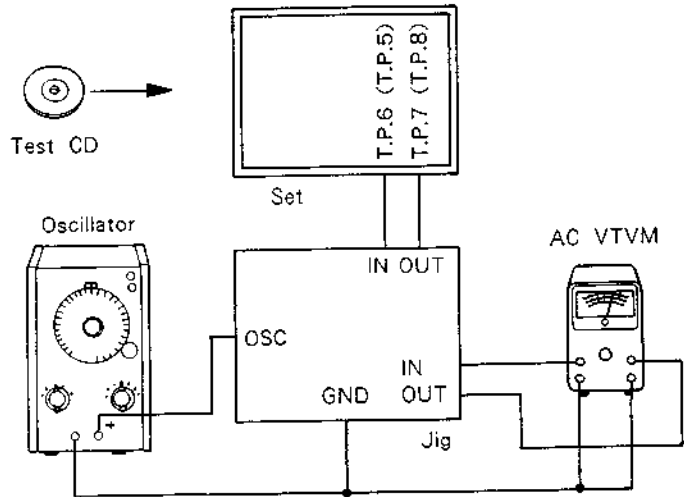 T.P.6 (T.P.5)
T.P.7 (T.P.8)
Test CD
Set
Oscillator
AC VTVM
IN OUT
OSC
IN
OUT
GND
+
Jig